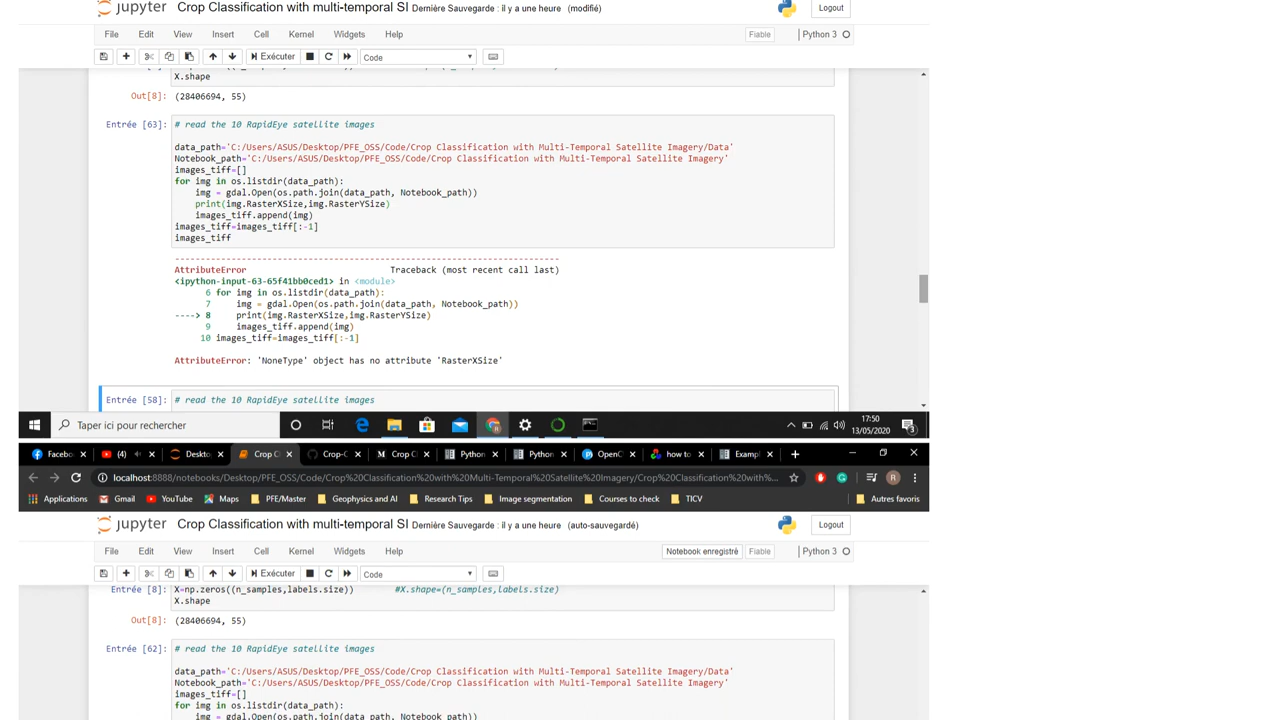 jupyter Crop Classification with multi-temporal SI Dernière Sauvegarde : il y a une heure (modifié) Logout
File Edit View Insert Cell Kernel Widgets Help Fiable Python 3
Exécuter Code
X.shape
Out[8]: (28406694, 55)
Entrée [63]: # read the 10 RapidEye satellite images
data_path='C:/Users/ASUS/Desktop/PFE_OSS/Code/Crop Classification with Multi-Temporal Satellite Imagery/Data'
Notebook_path='C:/Users/ASUS/Desktop/PFE_OSS/Code/Crop Classification with Multi-Temporal Satellite Imagery'
images_tiff=[]
for img in os.listdir(data_path):
img = gdal.Open(os.path.join(data_path, Notebook_path))
print(img.RasterXSize,img.RasterYSize)
images_tiff.append(img)
images_tiff=images_tiff[:-1]
images_tiff
---------------------------------------------------------------------------
AttributeError Traceback (most recent call last)
<ipython-input-63-65f41bb0ced1> in <module>
6 for img in os.listdir(data_path):
7 img = gdal.Open(os.path.join(data_path, Notebook_path))
----> 8 print(img.RasterXSize,img.RasterYSize)
9 images_tiff.append(img)
10 images_tiff=images_tiff[:-1]
AttributeError: 'NoneType' object has no attribute 'RasterXSize'
Entrée [58]: # read the 10 RapidEye satellite images
Taper ici pour rechercher 17:50
13/05/2020 3
Faceboo (4) Deskto Crop C Crop-C Crop C Python Python OpenC how to Exampl
localhost:8888/notebooks/Desktop/PFE_OSS/Code/Crop%20Classification%20with%20Multi-Temporal%20Satellite%20Imagery/Crop%20Classification%20with%... R
Applications Gmail YouTube Maps PFE/Master Geophysics and AI Research Tips Image segmentation Courses to check TICV Autres favoris
jupyter Crop Classification with multi-temporal SI Dernière Sauvegarde : il y a une heure (auto-sauvegardé) Logout
File Edit View Insert Cell Kernel Widgets Help Notebook enregistré Fiable Python 3
Exécuter Code
Entrée [8]: X=np.zeros((n_samples,labels.size)) #X.shape=(n_samples,labels.size)
X.shape
Out[8]: (28406694, 55)
Entrée [62]: # read the 10 RapidEye satellite images
data_path='C:/Users/ASUS/Desktop/PFE_OSS/Code/Crop Classification with Multi-Temporal Satellite Imagery/Data'
Notebook_path='C:/Users/ASUS/Desktop/PFE_OSS/Code/Crop Classification with Multi-Temporal Satellite Imagery'
images_tiff=[]
for img in os.listdir(data_path):
img = gdal.Open(os.path.join(data_path, Notebook_path))